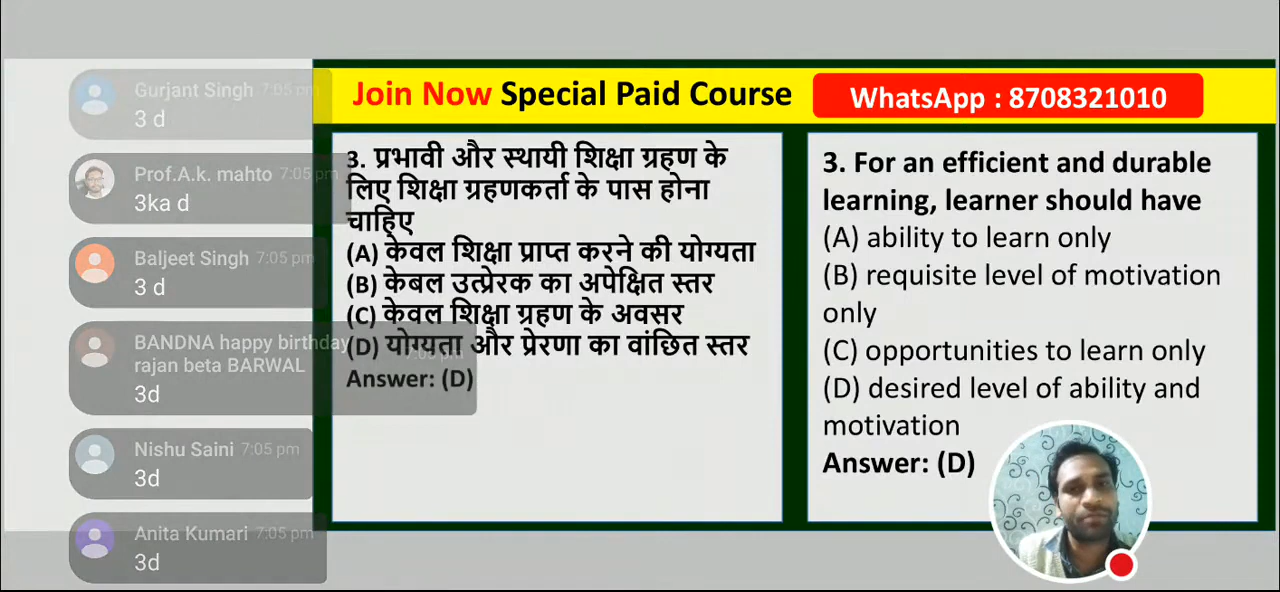 Join Now Special Paid Course
WhatsApp : 8708321010
Gurjant Singh 7:05 pm
3 d
Prof.A.k. mahto 7:05 pm
3ka d
Baljeet Singh 7:05 pm
3 d
BANDNA happy birthday
rajan beta BARWAL 7:05 pm
3d
Nishu Saini 7:05 pm
3d
Anita Kumari 7:05 pm
3d
3. प्रभावी और स्थायी शिक्षा ग्रहण के
लिए शिक्षा ग्रहणकर्ता के पास होना
चाहिए
(A) केवल शिक्षा प्राप्त करने की योग्यता
(B) केबल उत्प्रेरक का अपेक्षित स्तर
(C) केवल शिक्षा ग्रहण के अवसर
(D) योग्यता और प्रेरणा का वांछित स्तर
Answer: (D)
3. For an efficient and durable
learning, learner should have
(A) ability to learn only
(B) requisite level of motivation
only
(C) opportunities to learn only
(D) desired level of ability and
motivation
Answer: (D)